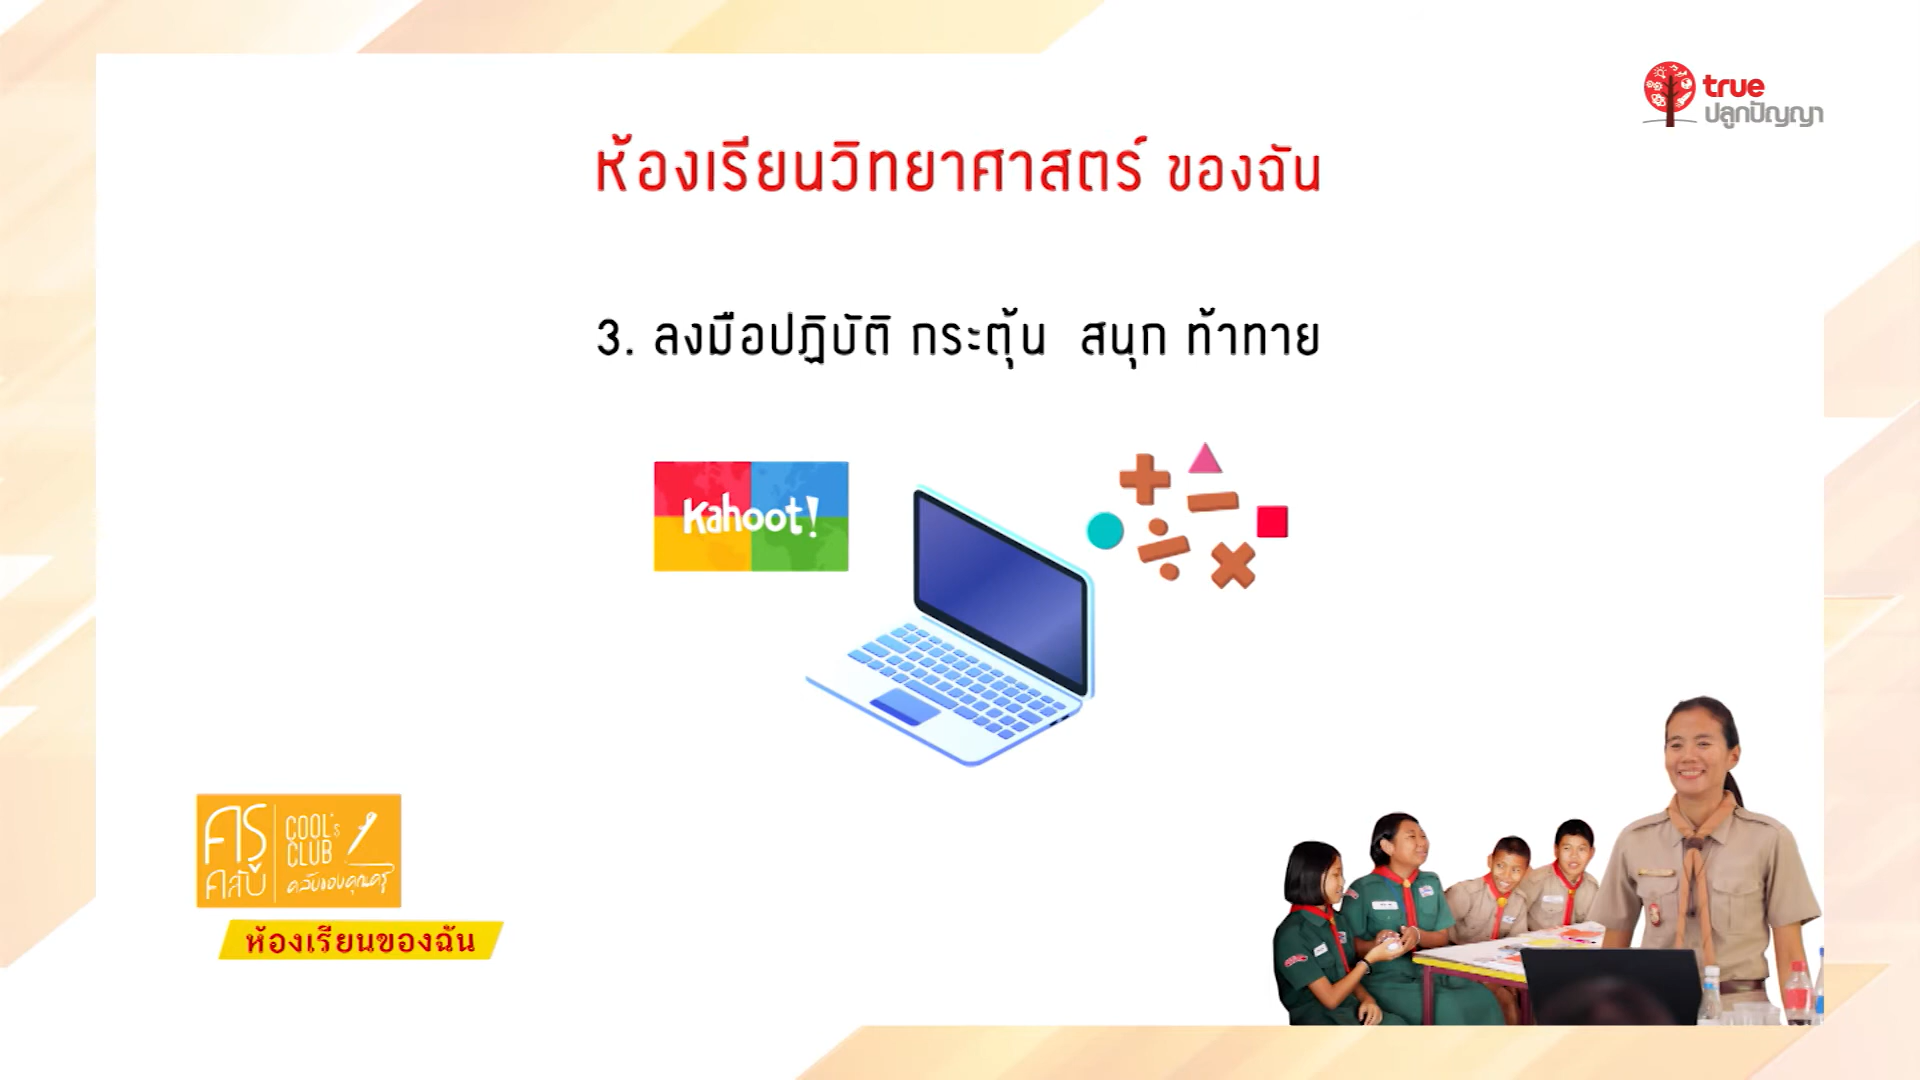 true
ปลูกปัญญา
ห้องเรียนวิทยาศาสตร์ ของฉัน
3. ลงมือปฏิบัติ กระตุ้น สนุก ท้าทาย
Kahoot!
ครู
คลับ
COOL's
CLUB
คลับของคุณครู
ห้องเรียนของฉัน